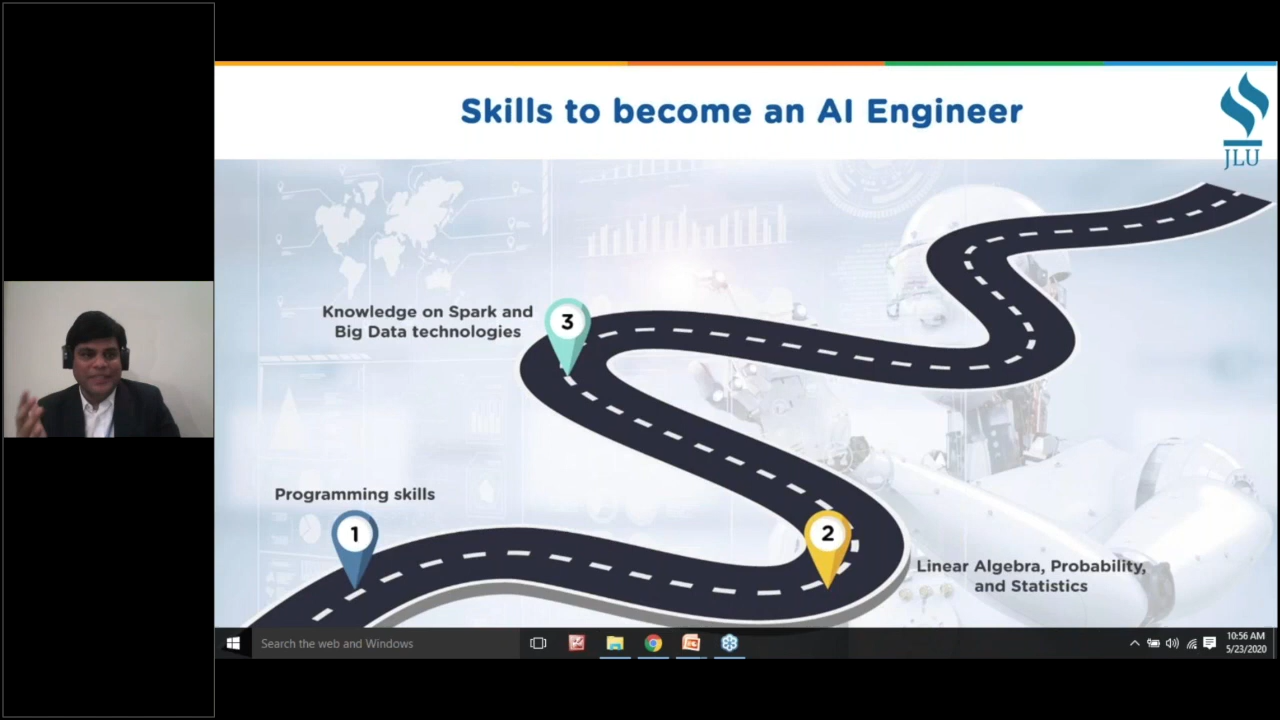 Skills to become an AI Engineer
JLU
Knowledge on Spark and
Big Data technologies
3
Programming skills
1
2
Linear Algebra, Probability,
and Statistics
Search the web and Windows
10:56 AM
5/23/2020